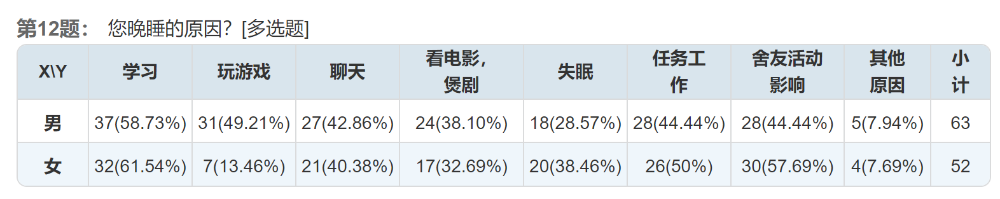 第12题： 您晚睡的原因？[多选题]
X\Y 学习 玩游戏 聊天 看电影，煲剧 失眠 任务工作 舍友活动影响 其他原因 小计
男 37(58.73%) 31(49.21%) 27(42.86%) 24(38.10%) 18(28.57%) 28(44.44%) 28(44.44%) 5(7.94%) 63
女 32(61.54%) 7(13.46%) 21(40.38%) 17(32.69%) 20(38.46%) 26(50%) 30(57.69%) 4(7.69%) 52